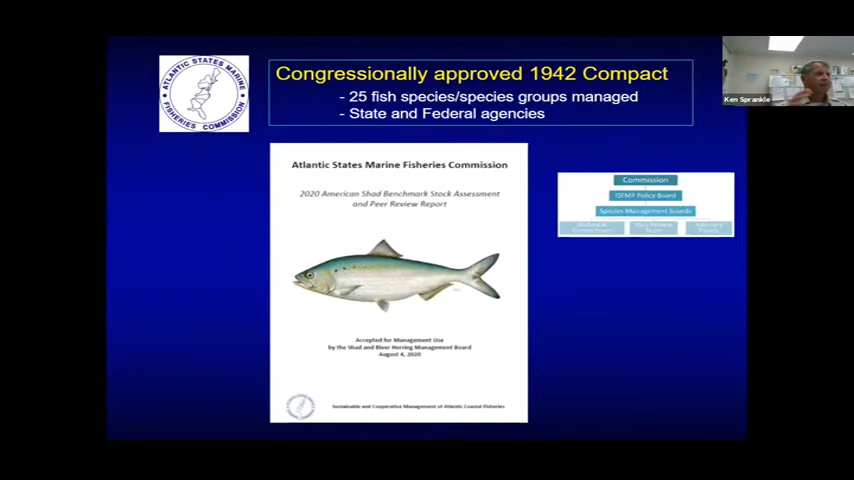 ATLANTIC STATES MARINE
FISHERIES COMMISSION
Congressionally approved 1942 Compact
- 25 fish species/species groups managed
- State and Federal agencies
Ken Sprankle
Atlantic States Marine Fisheries Commission
2020 American Shad Benchmark Stock Assessment
and Peer Review Report
Accepted for Management Use
by the Shad and River Herring Management Board
August 4, 2020
Sustainable and Cooperative Management of Atlantic Coastal Fisheries
Commission
ISFMP Policy Board
Species Management Boards